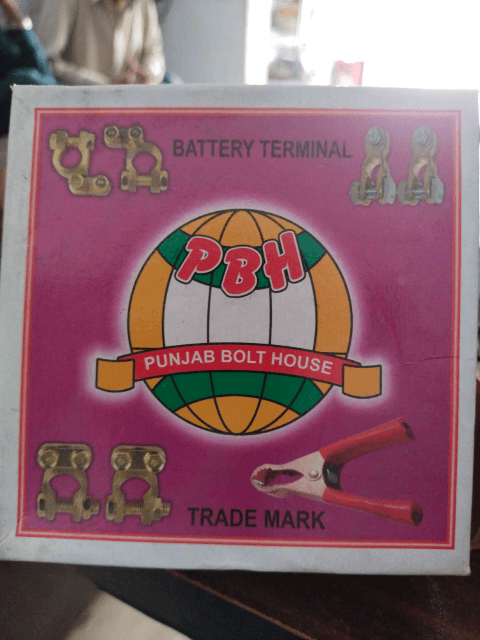 BATTERY TERMINAL
PBH
PUNJAB BOLT HOUSE
TRADE MARK